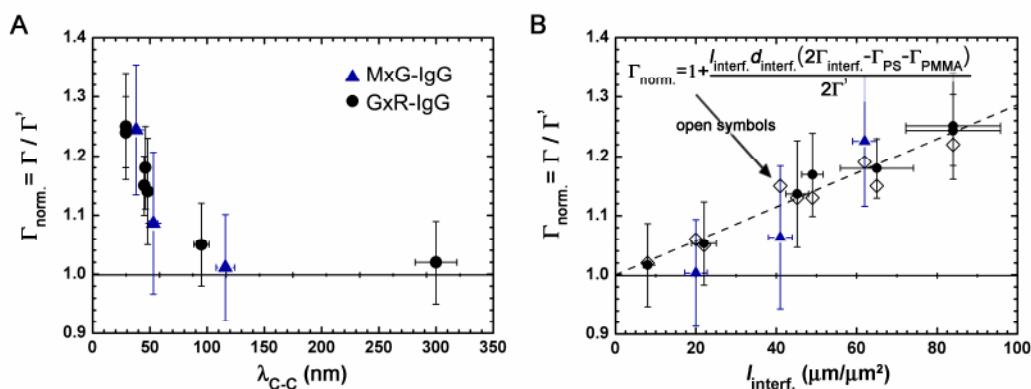 A
Γnorm. = Γ / Γ'
1.4
1.3
1.2
1.1
1.0
0.9
MxG-IgG
GxR-IgG
0 50 100 150 200 250 300 350
λC-C (nm)
B
Γnorm. = Γ / Γ'
1.4
1.3
1.2
1.1
1.0
0.9
Γnorm.=1+ linterf.dinterf.(2Γinterf.-ΓPS-ΓPMMA) / 2Γ'
open symbols
0 20 40 60 80 100
linterf. (μm/μm²)